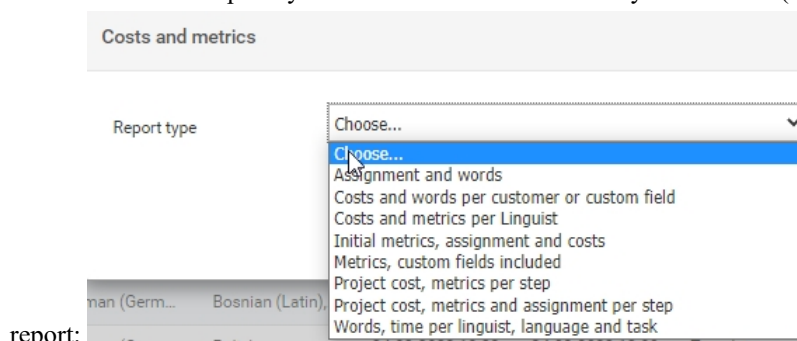 Costs and metrics
Report type
Choose...
Choose...
Assignment and words
Costs and words per customer or custom field
Costs and metrics per Linguist
Initial metrics, assignment and costs
Metrics, custom fields included
Project cost, metrics per step
man (Germ... Bosnian (Latin), Project cost, metrics and assignment per step
Words, time per linguist, language and task
report: